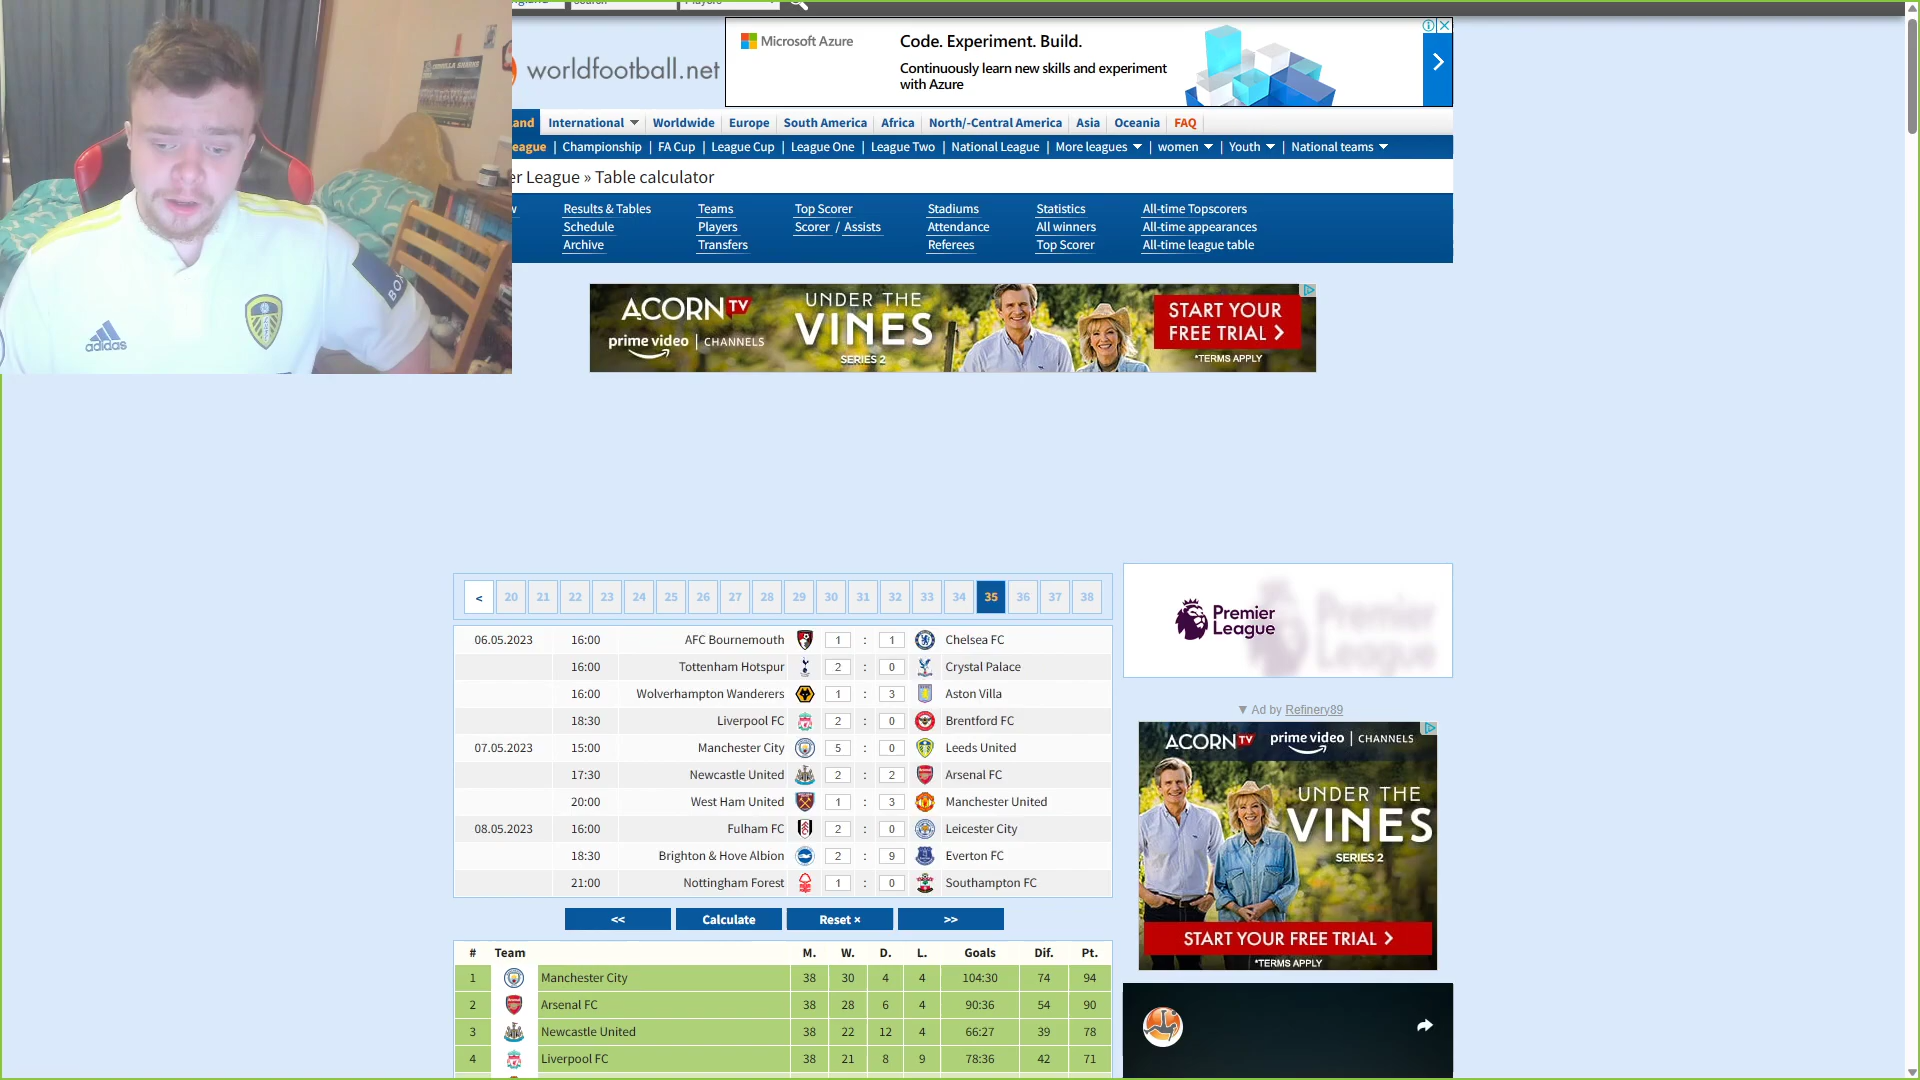 worldfootball.net
Microsoft Azure
Code. Experiment. Build.
Continuously learn new skills and experiment
with Azure
and International Worldwide Europe South America Africa North/-Central America Asia Oceania FAQ
eague | Championship | FA Cup | League Cup | League One | League Two | National League | More leagues | women | Youth | National teams
er League » Table calculator
w Results & Tables Teams Top Scorer Stadiums Statistics All-time Topscorers
Schedule Players Scorer / Assists Attendance All winners All-time appearances
Archive Transfers Referees Top Scorer All-time league table
adidas
BO
ACORN TV
prime video | CHANNELS
UNDER THE
VINES
SERIES 2
START YOUR
FREE TRIAL >
*TERMS APPLY
< 20 21 22 23 24 25 26 27 28 29 30 31 32 33 34 35 36 37 38
06.05.2023 16:00 AFC Bournemouth 1 : 1 Chelsea FC
16:00 Tottenham Hotspur 2 : 0 Crystal Palace
16:00 Wolverhampton Wanderers 1 : 3 Aston Villa
18:30 Liverpool FC 2 : 0 Brentford FC
07.05.2023 15:00 Manchester City 5 : 0 Leeds United
17:30 Newcastle United 2 : 2 Arsenal FC
20:00 West Ham United 1 : 3 Manchester United
08.05.2023 16:00 Fulham FC 2 : 0 Leicester City
18:30 Brighton & Hove Albion 2 : 9 Everton FC
21:00 Nottingham Forest 1 : 0 Southampton FC
<< Calculate Reset × >>
# Team M. W. D. L. Goals Dif. Pt.
1 Manchester City 38 30 4 4 104:30 74 94
2 Arsenal FC 38 28 6 4 90:36 54 90
3 Newcastle United 38 22 12 4 66:27 39 78
4 Liverpool FC 38 21 8 9 78:36 42 71
Premier
League
Premier
League
▼ Ad by Refinery89
ACORN TV prime video | CHANNELS
UNDER THE
VINES
SERIES 2
START YOUR FREE TRIAL >
*TERMS APPLY